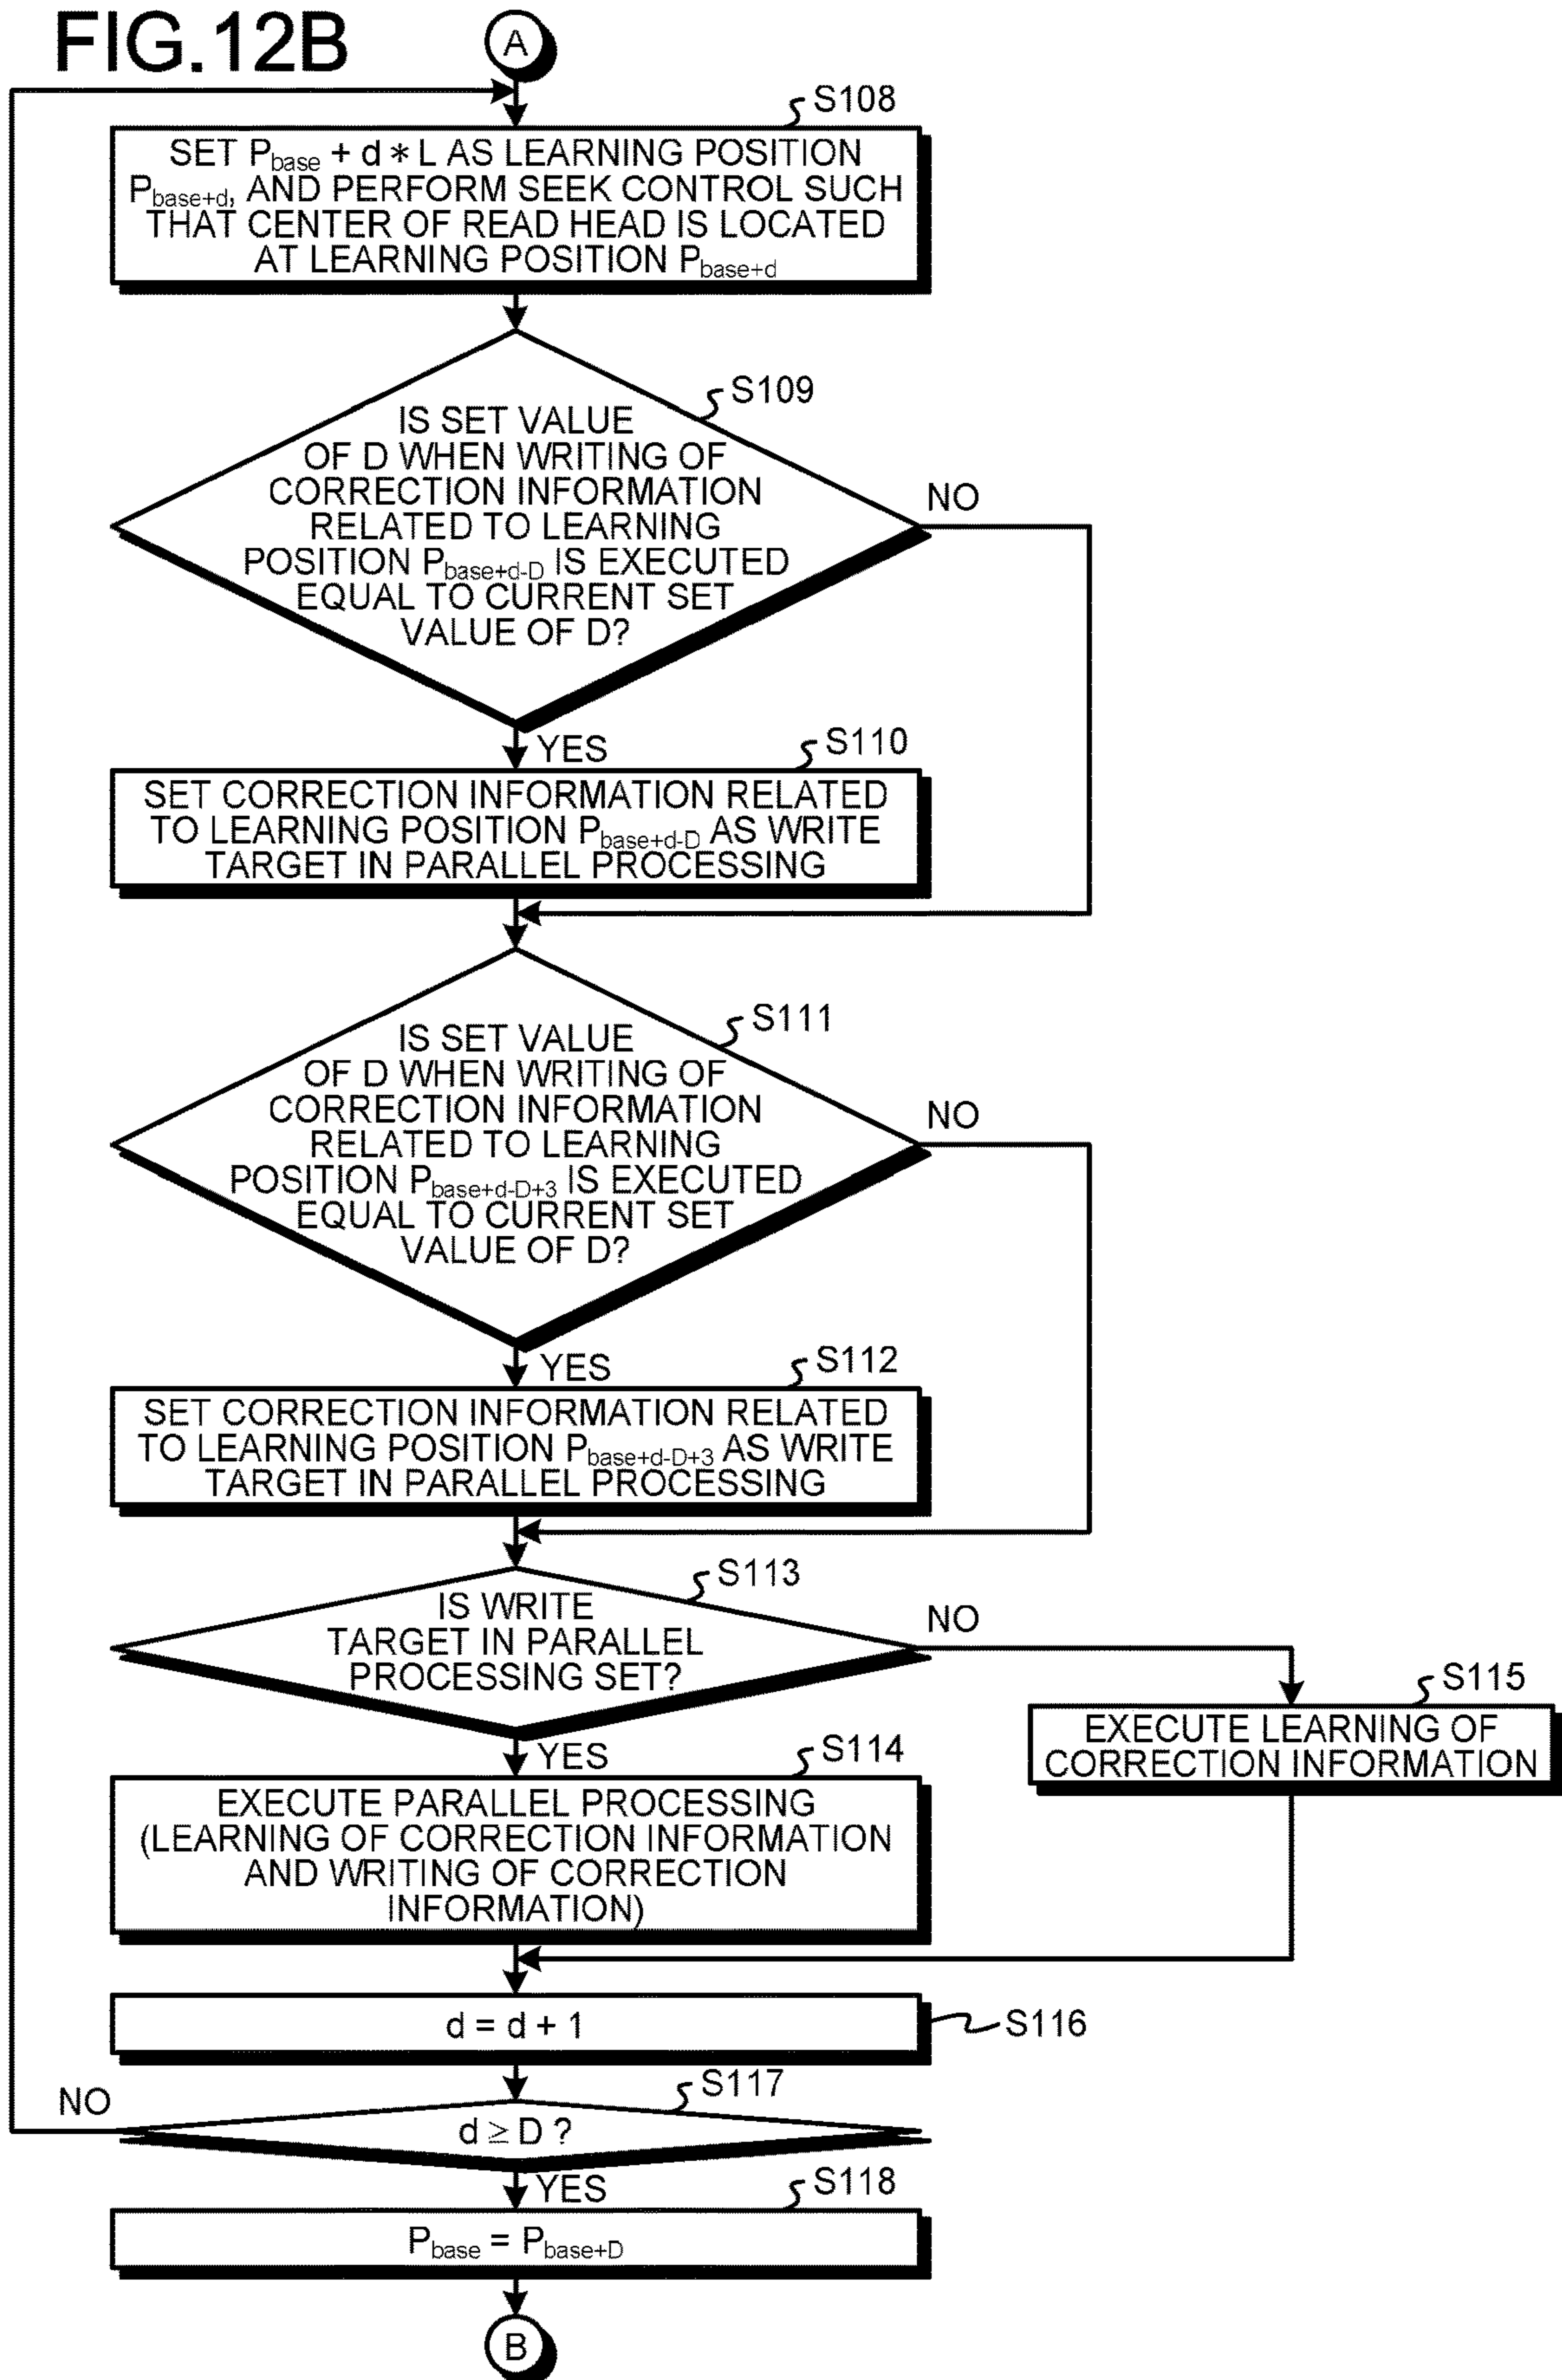 FIG.12B
A
S108
SET Pbase + d * L AS LEARNING POSITION
Pbase+d, AND PERFORM SEEK CONTROL SUCH
THAT CENTER OF READ HEAD IS LOCATED
AT LEARNING POSITION Pbase+d
S109
IS SET VALUE
OF D WHEN WRITING OF
CORRECTION INFORMATION
RELATED TO LEARNING
POSITION Pbase+d-D IS EXECUTED
EQUAL TO CURRENT SET
VALUE OF D?
NO
YES
S110
SET CORRECTION INFORMATION RELATED
TO LEARNING POSITION Pbase+d-D AS WRITE
TARGET IN PARALLEL PROCESSING
S111
IS SET VALUE
OF D WHEN WRITING OF
CORRECTION INFORMATION
RELATED TO LEARNING
POSITION Pbase+d-D+3 IS EXECUTED
EQUAL TO CURRENT SET
VALUE OF D?
NO
YES
S112
SET CORRECTION INFORMATION RELATED
TO LEARNING POSITION Pbase+d-D+3 AS WRITE
TARGET IN PARALLEL PROCESSING
S113
IS WRITE
TARGET IN PARALLEL
PROCESSING SET?
NO
S115
EXECUTE LEARNING OF
CORRECTION INFORMATION
YES
S114
EXECUTE PARALLEL PROCESSING
(LEARNING OF CORRECTION INFORMATION
AND WRITING OF CORRECTION
INFORMATION)
d = d + 1
S116
S117
NO
d ≥ D ?
YES
S118
Pbase = Pbase+D
B